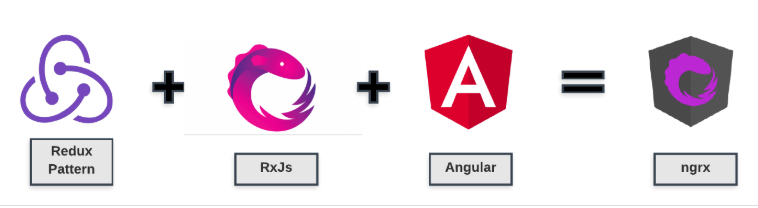 A
Redux
Pattern
RxJs
Angular
ngrx